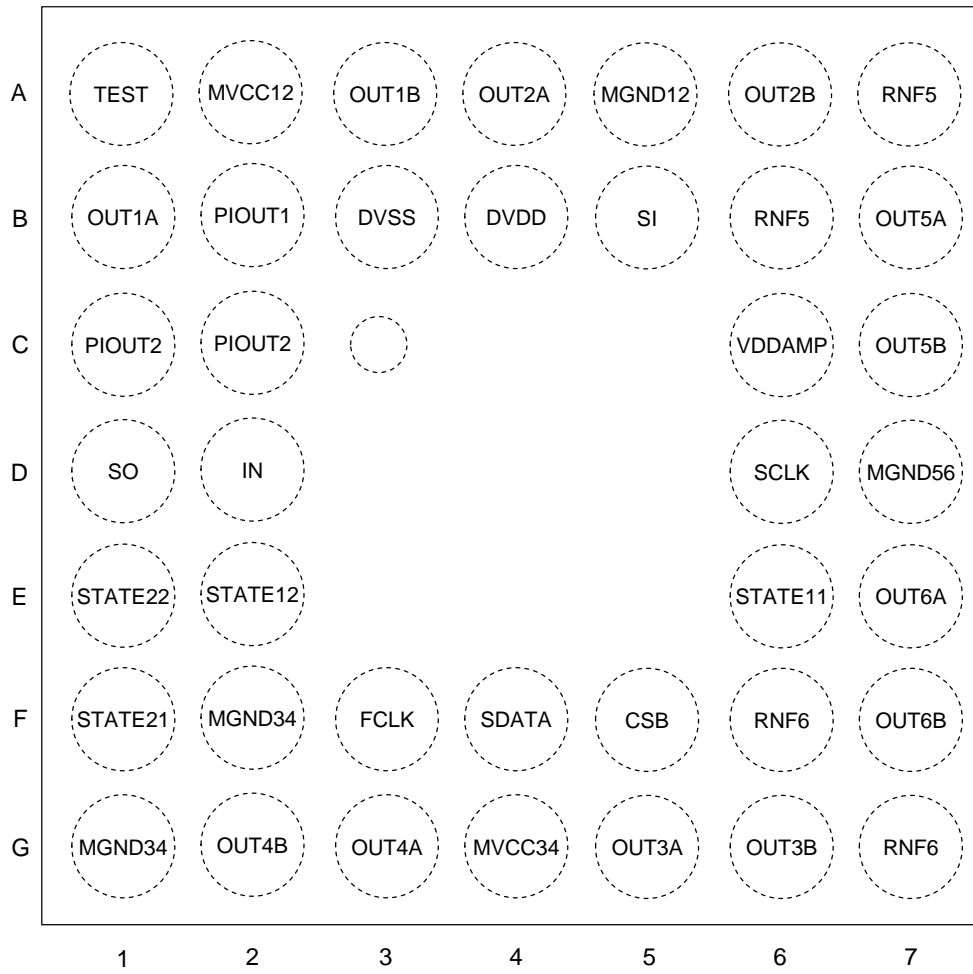 A TEST MVCC12 OUT1B OUT2A MGND12 OUT2B RNF5
B OUT1A PIOUT1 DVSS DVDD SI RNF5 OUT5A
C PIOUT2 PIOUT2 VDDAMP OUT5B
D SO IN SCLK MGND56
E STATE22 STATE12 STATE11 OUT6A
F STATE21 MGND34 FCLK SDATA CSB RNF6 OUT6B
G MGND34 OUT4B OUT4A MVCC34 OUT3A OUT3B RNF6
1 2 3 4 5 6 7